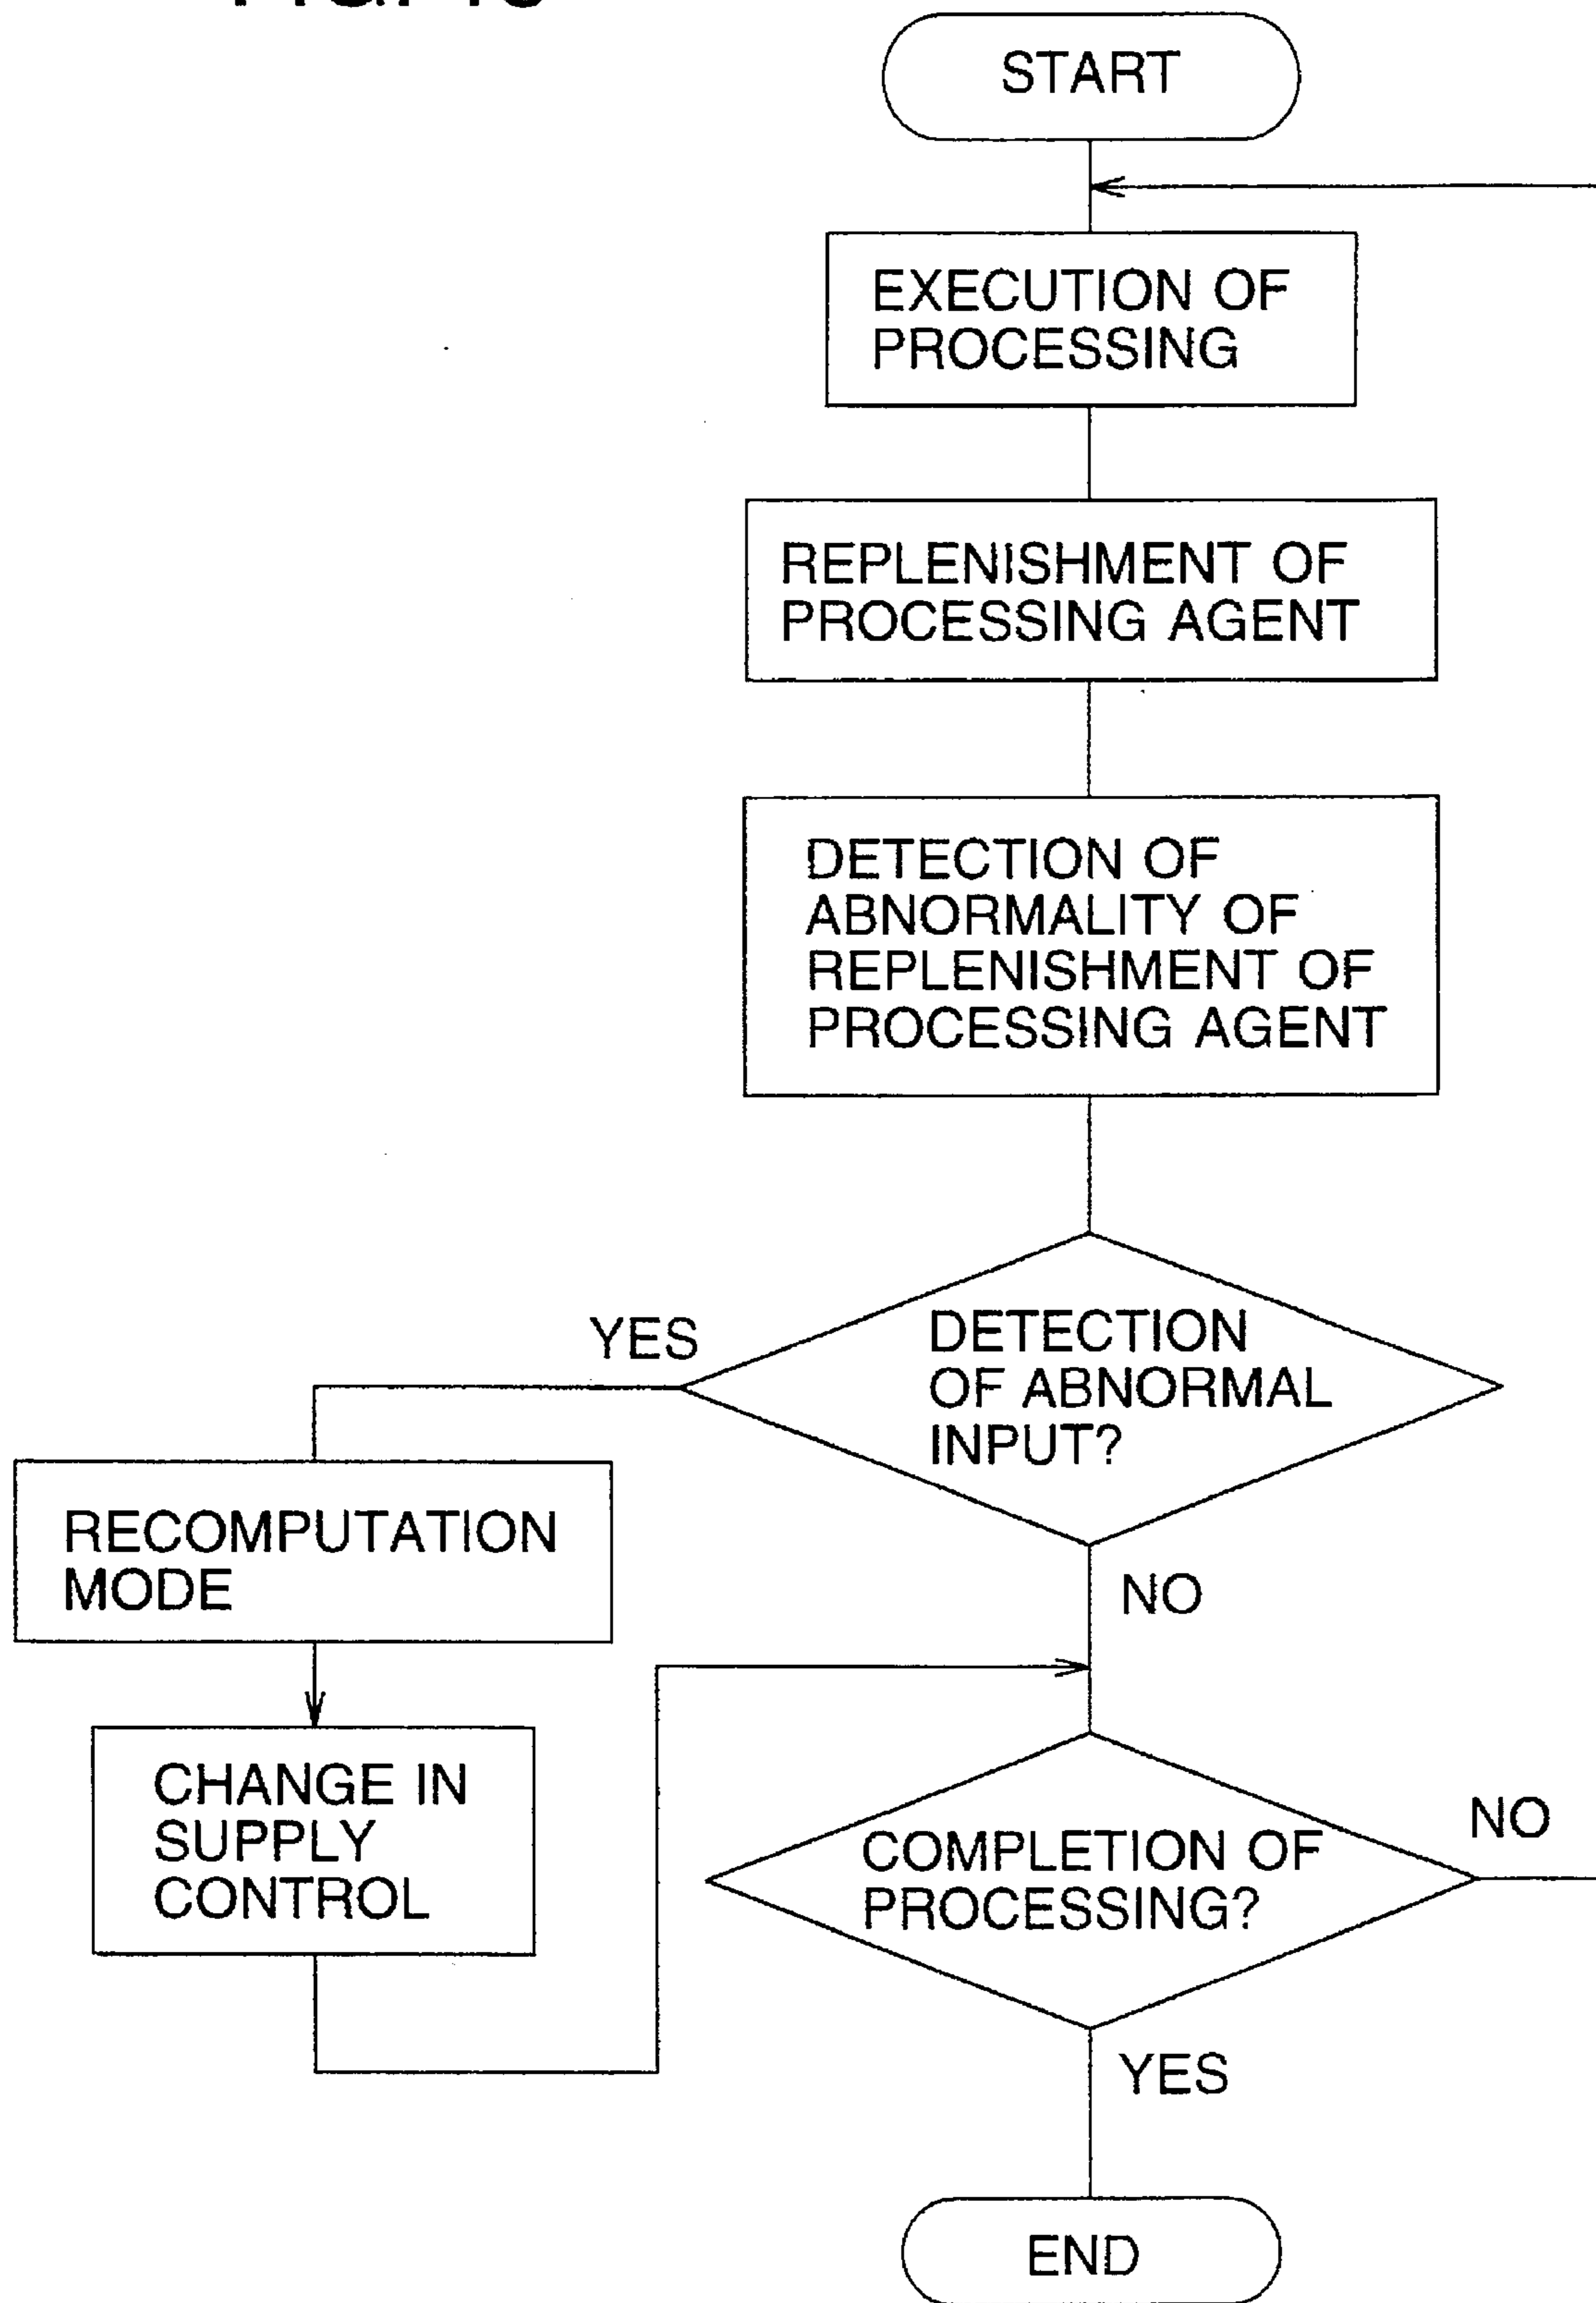 START
EXECUTION OF
PROCESSING
REPLENISHMENT OF
PROCESSING AGENT
DETECTION OF
ABNORMALITY OF
REPLENISHMENT OF
PROCESSING AGENT
YES
DETECTION
OF ABNORMAL
INPUT?
RECOMPUTATION
MODE
NO
CHANGE IN
SUPPLY
CONTROL
COMPLETION OF
PROCESSING?
NO
YES
END